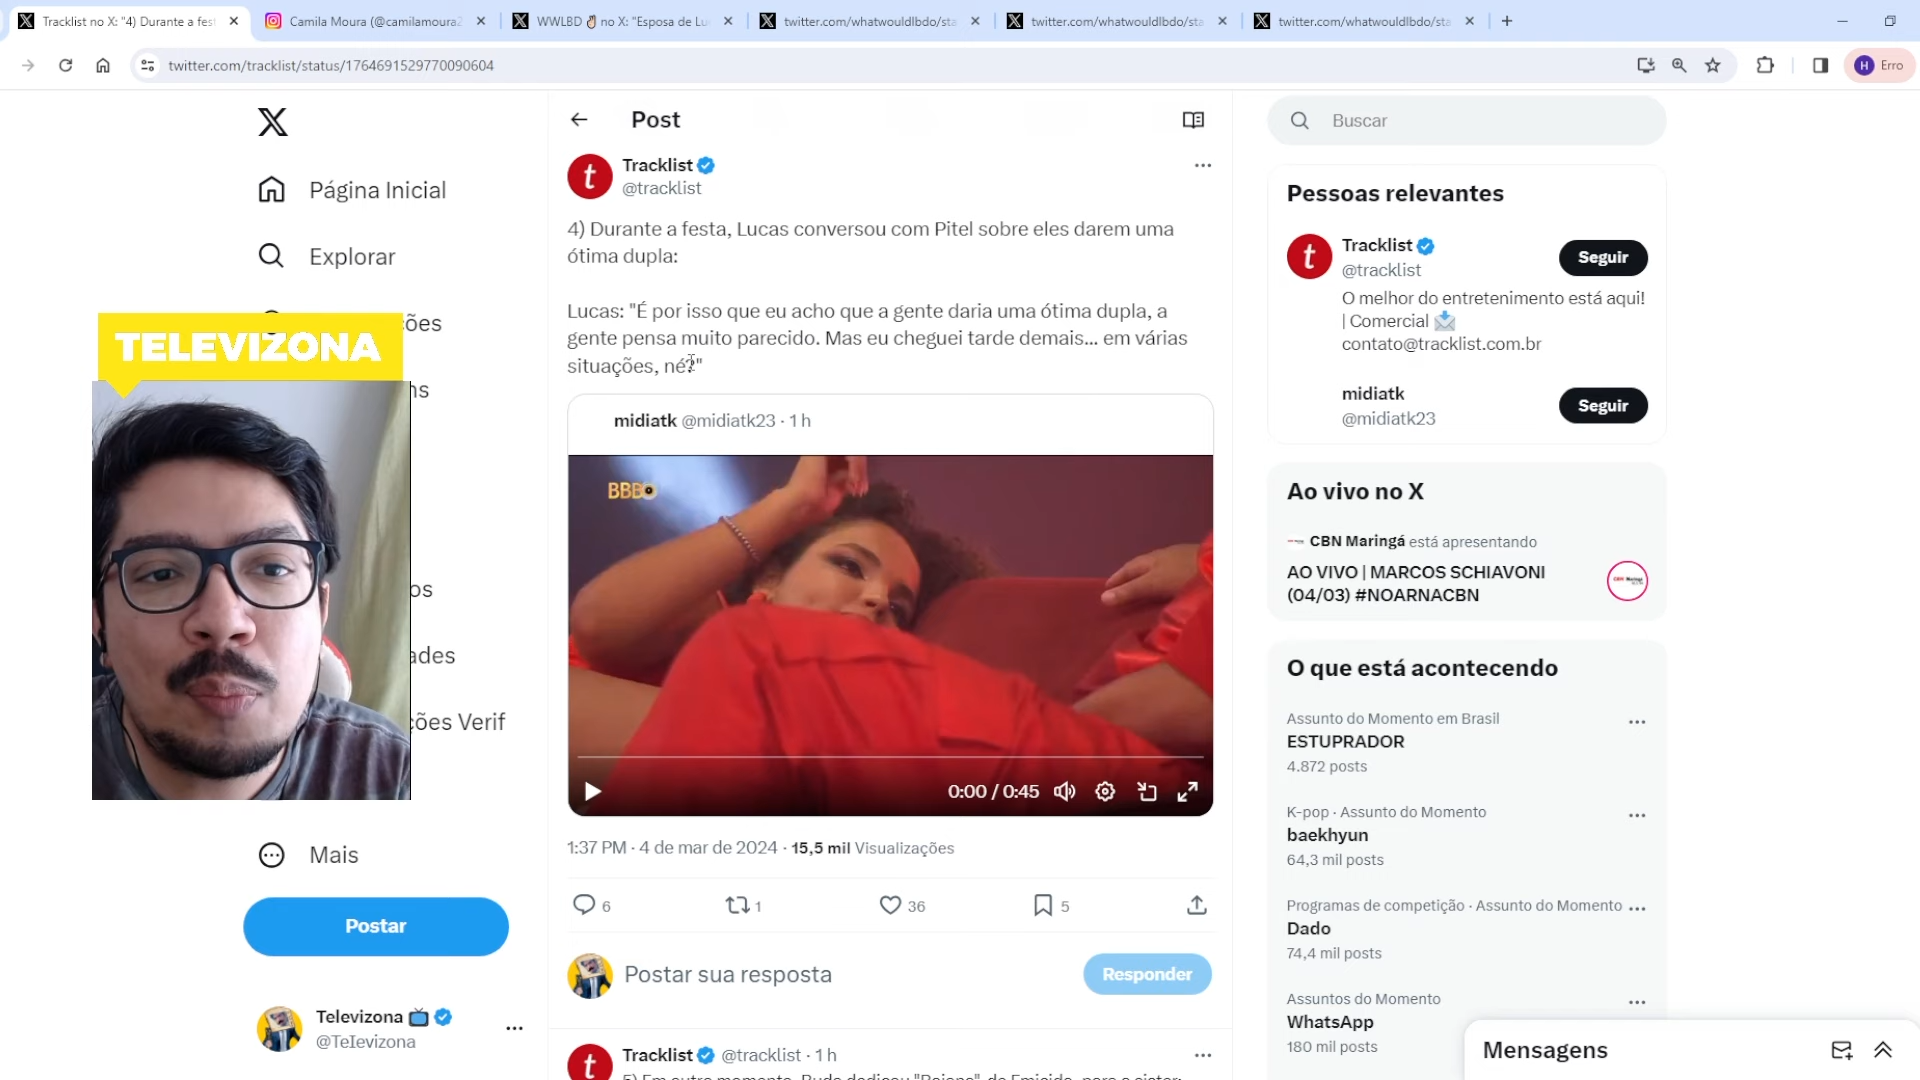 Tracklist no X: "4) Durante a fest
Camila Moura (@camilamoura2
WWLBD no X: "Esposa de Lu
twitter.com/whatwouldlbdo/sta
twitter.com/whatwouldlbdo/sta
twitter.com/whatwouldlbdo/sta
twitter.com/tracklist/status/1764691529770090604
H Erro
Página Inicial
Explorar
ões
ns
os
ades
ções Verif
TELEVIZONA
Mais
Postar
Televizona
@TeIevizona
Post
Tracklist
@tracklist
4) Durante a festa, Lucas conversou com Pitel sobre eles darem uma
ótima dupla:
Lucas: "É por isso que eu acho que a gente daria uma ótima dupla, a
gente pensa muito parecido. Mas eu cheguei tarde demais... em várias
situações, né?"
midiatk @midiatk23 · 1 h
BBB
0:00 / 0:45
1:37 PM · 4 de mar de 2024 · 15,5 mil Visualizações
6
1
36
5
Postar sua resposta
Responder
Tracklist @tracklist · 1 h
Buscar
Pessoas relevantes
Tracklist
@tracklist
Seguir
O melhor do entretenimento está aqui!
| Comercial
contato@tracklist.com.br
midiatk
@midiatk23
Seguir
Ao vivo no X
CBN Maringá está apresentando
AO VIVO | MARCOS SCHIAVONI
(04/03) #NOARNACBN
O que está acontecendo
Assunto do Momento em Brasil
ESTUPRADOR
4.872 posts
K-pop · Assunto do Momento
baekhyun
64,3 mil posts
Programas de competição · Assunto do Momento
Dado
74,4 mil posts
Assuntos do Momento
WhatsApp
180 mil posts
Mensagens